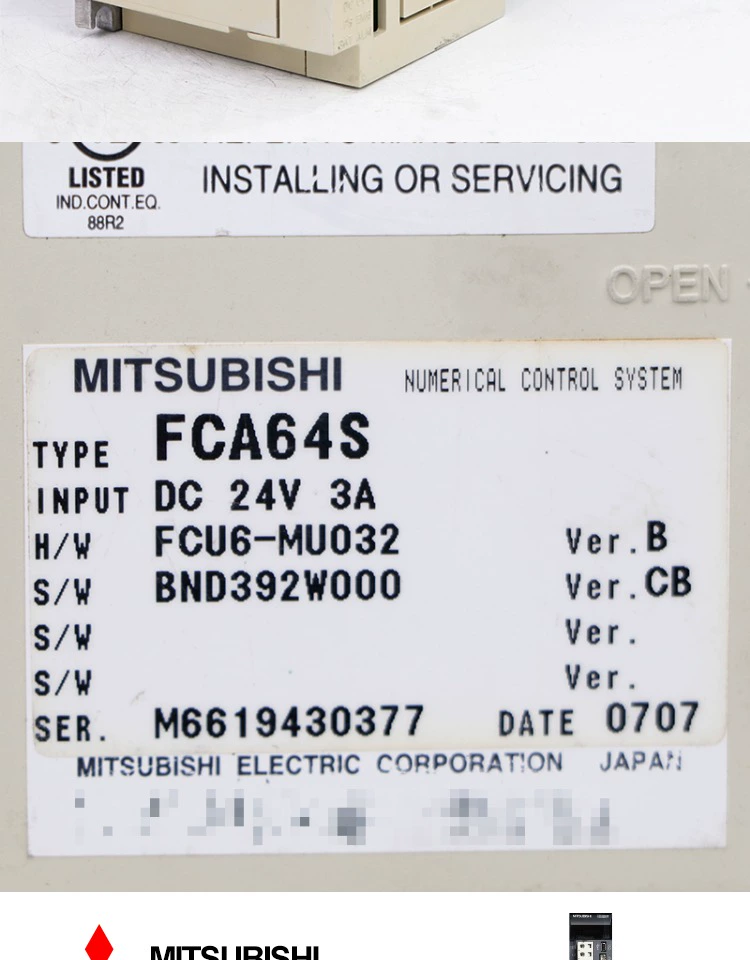 LISTED
IND.CONT.EQ.
88R2
INSTALLING OR SERVICING
OPEN
MITSUBISHI NUMERICAL CONTROL SYSTEM
TYPE FCA64S
INPUT DC 24V 3A
H/W FCU6-MU032 Ver.B
S/W BND392W000 Ver.CB
S/W Ver.
S/W Ver.
SER. M6619430377 DATE 0707
MITSUBISHI ELECTRIC CORPORATION JAPAN
MITSUBISHI